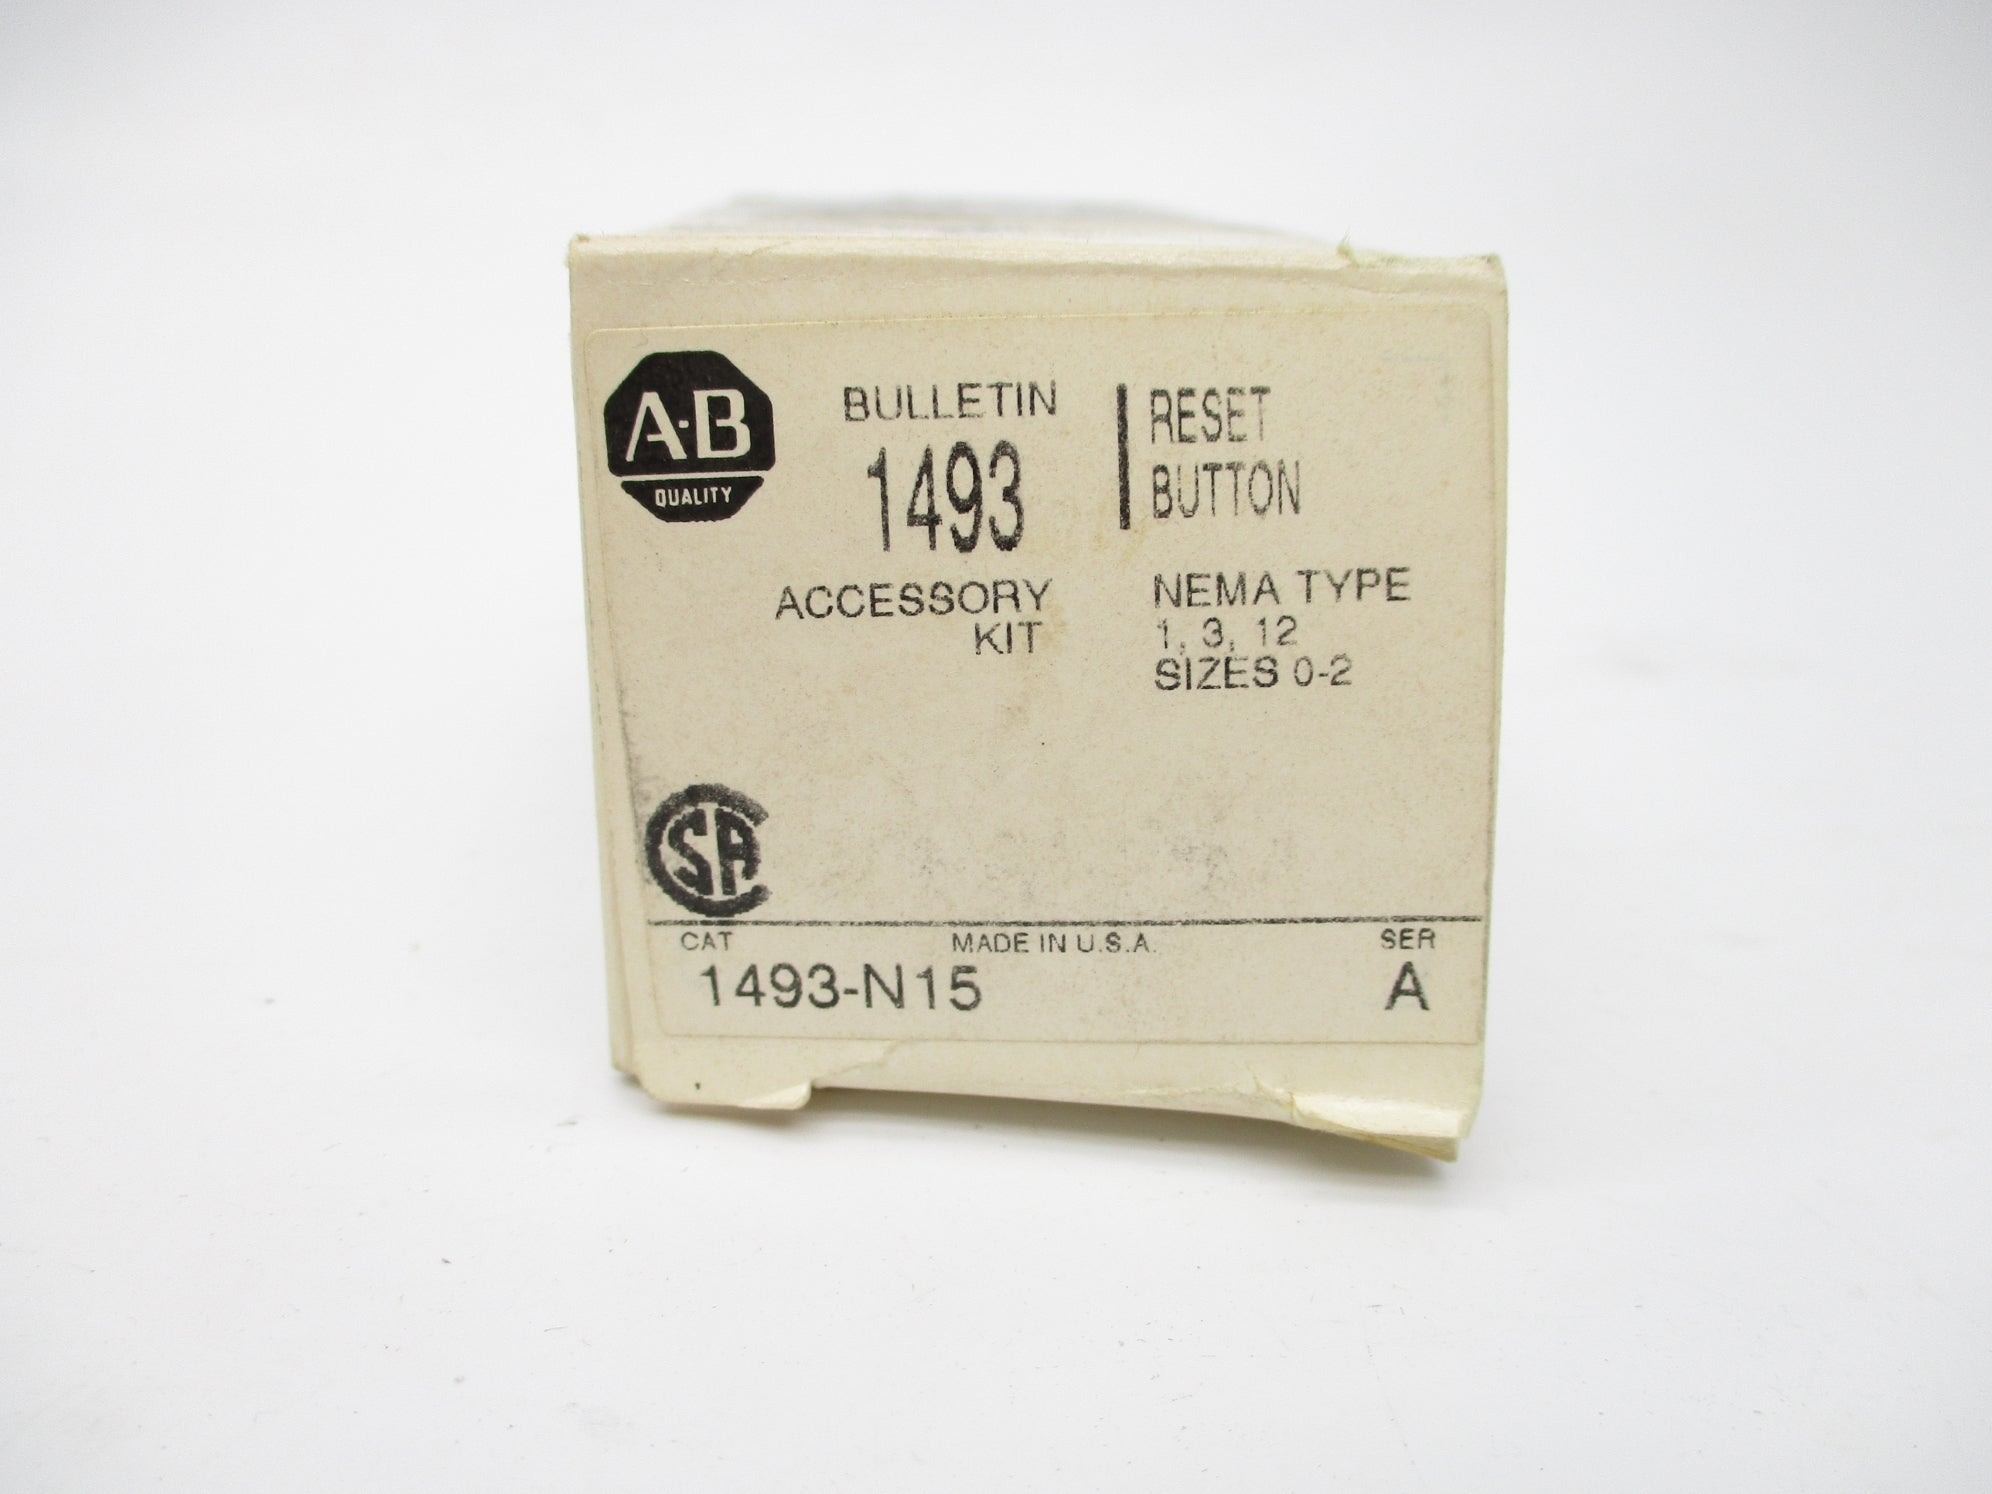 A-B
QUALITY
BULLETIN
1493
ACCESSORY
KIT
RESET
BUTTON
NEMA TYPE
1, 3, 12
SIZES 0-2
CSA
CAT
MADE IN U.S.A.
SER
1493-N15
A